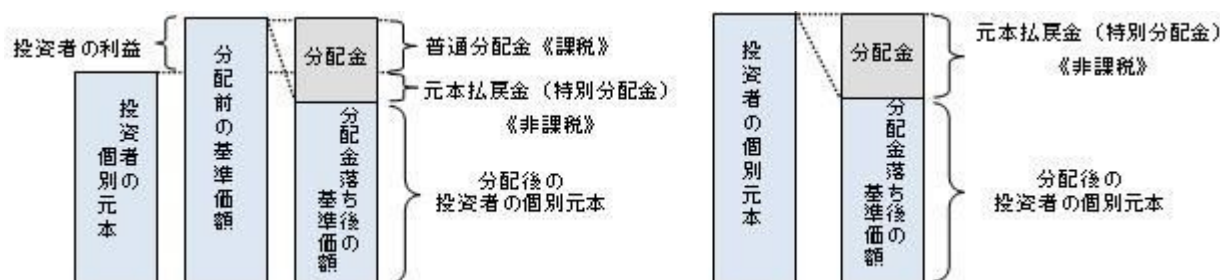 投資者の利益
投資者の
個別元本
分配前の基準価額
分配金
分配金落ち後の
基準価額
普通分配金《課税》
元本払戻金（特別分配金）
《非課税》
分配後の
投資者の個別元本
投資者の個別元本
分配金
分配金落ち後の
基準価額
元本払戻金（特別分配金）
《非課税》
分配後の
投資者の個別元本